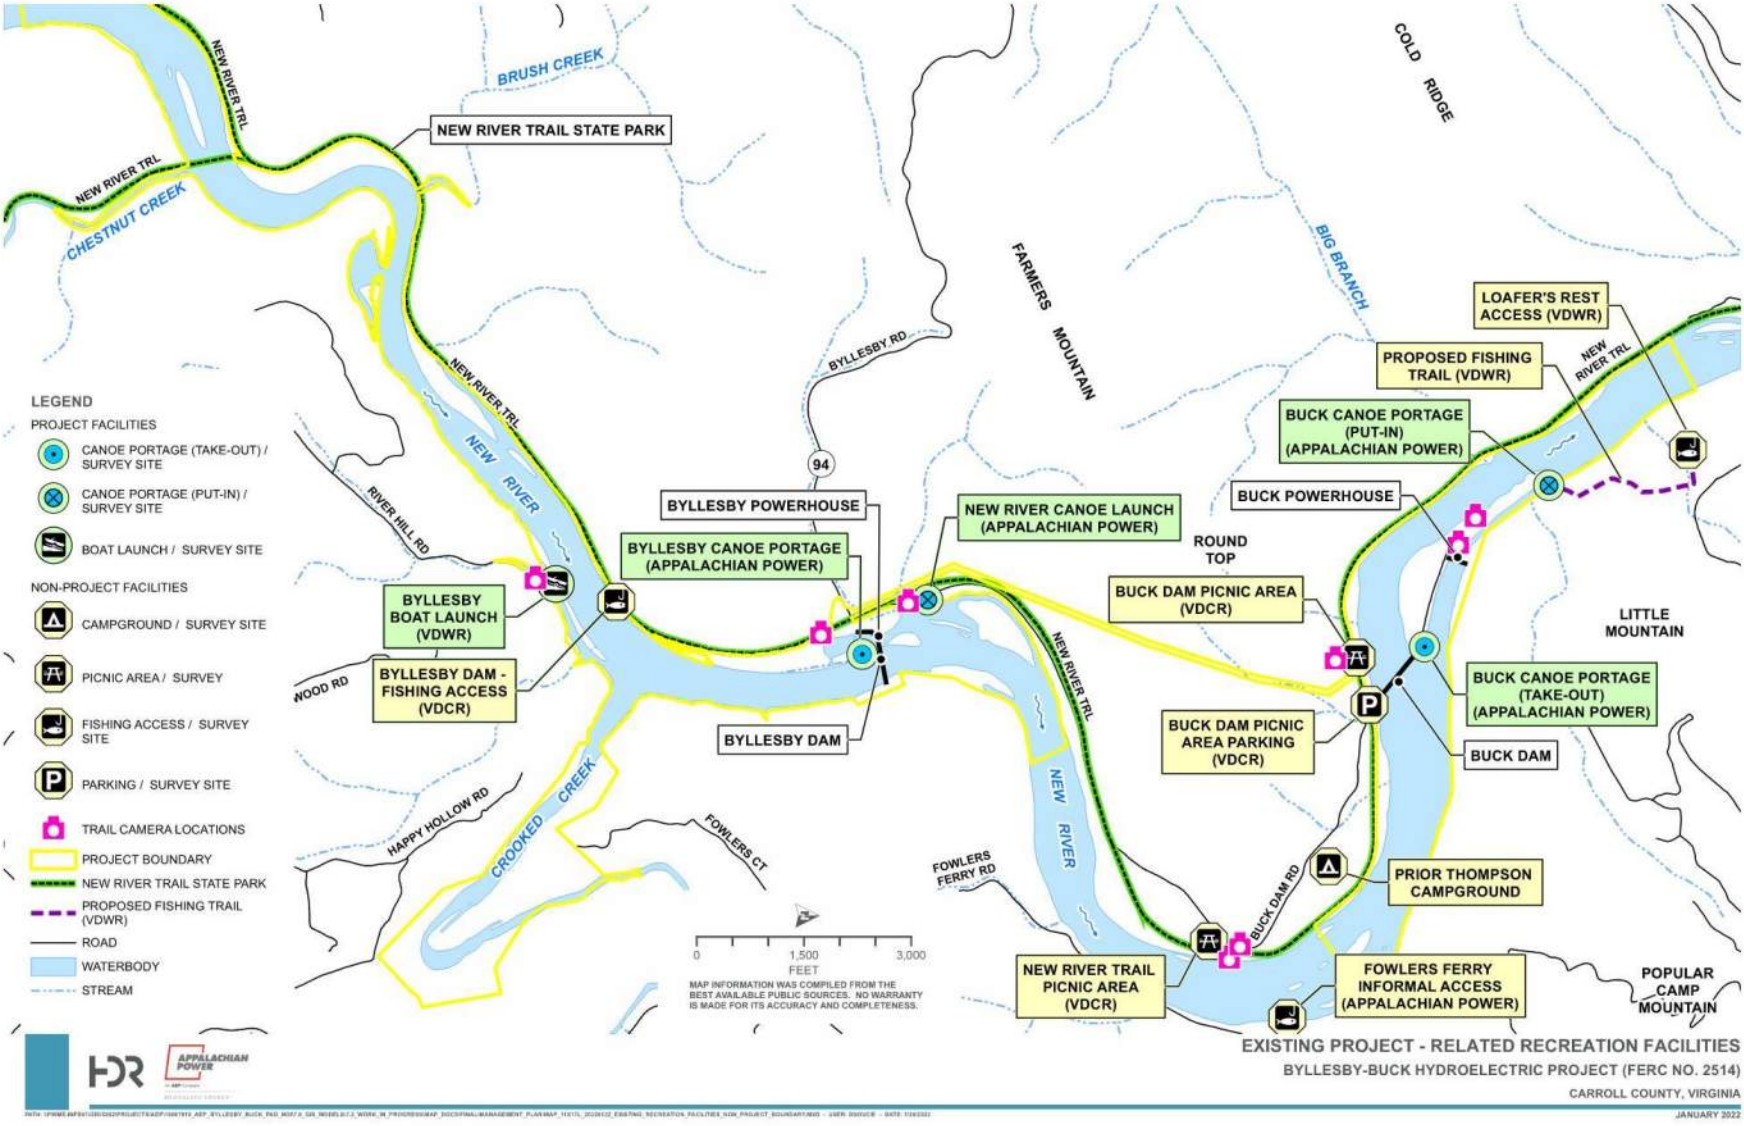 COLD RIDGE
NEW RIVER TRL
BRUSH CREEK
NEW RIVER TRAIL STATE PARK
NEW RIVER TRL
CHESTNUT CREEK
BIG BRANCH
FARMERS MOUNTAIN
LOAFER'S REST
ACCESS (VDWR)
BYLLESBY RD
NEW
RIVER TRL
PROPOSED FISHING
TRAIL (VDWR)
NEW RIVER TRL
BUCK CANOE PORTAGE
(PUT-IN)
(APPALACHIAN POWER)
NEW RIVER
94
BUCK POWERHOUSE
BYLLESBY POWERHOUSE
NEW RIVER CANOE LAUNCH
(APPALACHIAN POWER)
RIVER HILL RD
BYLLESBY CANOE PORTAGE
(APPALACHIAN POWER)
ROUND
TOP
BUCK DAM PICNIC AREA
(VDCR)
BYLLESBY
BOAT LAUNCH
(VDWR)
LITTLE
MOUNTAIN
BYLLESBY DAM -
FISHING ACCESS
(VDCR)
WOOD RD
NEW RIVER TRL
BUCK CANOE PORTAGE
(TAKE-OUT)
(APPALACHIAN POWER)
BUCK DAM PICNIC
AREA PARKING
(VDCR)
P
BYLLESBY DAM
BUCK DAM
NEW RIVER
CROOKED CREEK
HAPPY HOLLOW RD
FOWLERS CT
FOWLERS
FERRY RD
BUCK DAM RD
PRIOR THOMPSON
CAMPGROUND
NEW RIVER TRAIL
PICNIC AREA
(VDCR)
FOWLERS FERRY
INFORMAL ACCESS
(APPALACHIAN POWER)
POPULAR
CAMP
MOUNTAIN
LEGEND
PROJECT FACILITIES
CANOE PORTAGE (TAKE-OUT) /
SURVEY SITE
CANOE PORTAGE (PUT-IN) /
SURVEY SITE
BOAT LAUNCH / SURVEY SITE
NON-PROJECT FACILITIES
CAMPGROUND / SURVEY SITE
PICNIC AREA / SURVEY
FISHING ACCESS / SURVEY
SITE
P
PARKING / SURVEY SITE
TRAIL CAMERA LOCATIONS
PROJECT BOUNDARY
NEW RIVER TRAIL STATE PARK
PROPOSED FISHING TRAIL
(VDWR)
ROAD
WATERBODY
STREAM
N
0 1,500 3,000
FEET
MAP INFORMATION WAS COMPILED FROM THE
BEST AVAILABLE PUBLIC SOURCES. NO WARRANTY
IS MADE FOR ITS ACCURACY AND COMPLETENESS.
HDR
APPALACHIAN
POWER
EXISTING PROJECT - RELATED RECREATION FACILITIES
BYLLESBY-BUCK HYDROELECTRIC PROJECT (FERC NO. 2514)
CARROLL COUNTY, VIRGINIA
JANUARY 2022